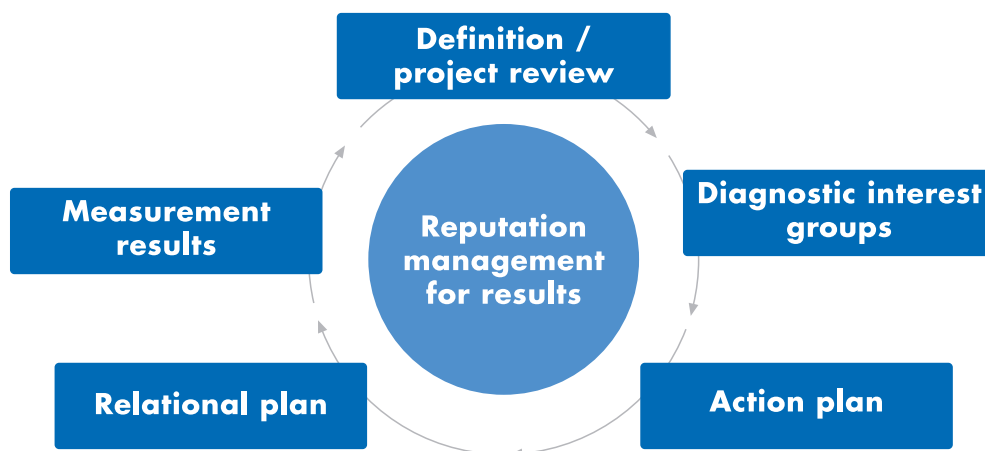 Definition /
project review
Diagnostic interest
groups
Action plan
Relational plan
Measurement
results
Reputation
management
for results